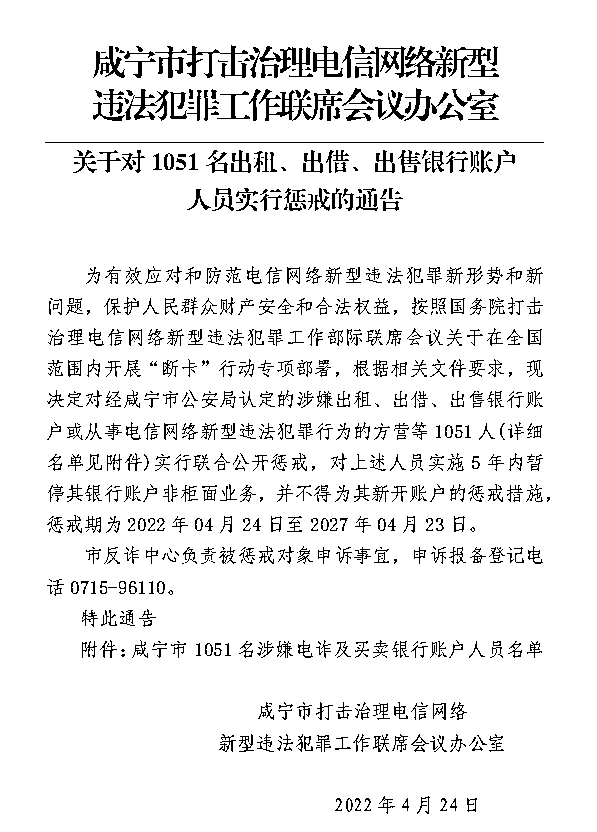 咸宁市打击治理电信网络新型
违法犯罪工作联席会议办公室
关于对 1051 名出租、出借、出售银行账户
人员实行惩戒的通告
为有效应对和防范电信网络新型违法犯罪新形势和新
问题，保护人民群众财产安全和合法权益，按照国务院打击
治理电信网络新型违法犯罪工作部际联席会议关于在全国
范围内开展“断卡”行动专项部署，根据相关文件要求，现
决定对经咸宁市公安局认定的涉嫌出租、出借、出售银行账
户或从事电信网络新型违法犯罪行为的方营等 1051 人(详细
名单见附件)实行联合公开惩戒，对上述人员实施 5 年内暂
停其银行账户非柜面业务，并不得为其新开账户的惩戒措施，
惩戒期为 2022 年 04 月 24 日至 2027 年 04 月 23 日。
市反诈中心负责被惩戒对象申诉事宜，申诉报备登记电
话 0715-96110。
特此通告
附件：咸宁市 1051 名涉嫌电诈及买卖银行账户人员名单
咸宁市打击治理电信网络
新型违法犯罪工作联席会议办公室
2022 年 4 月 24 日